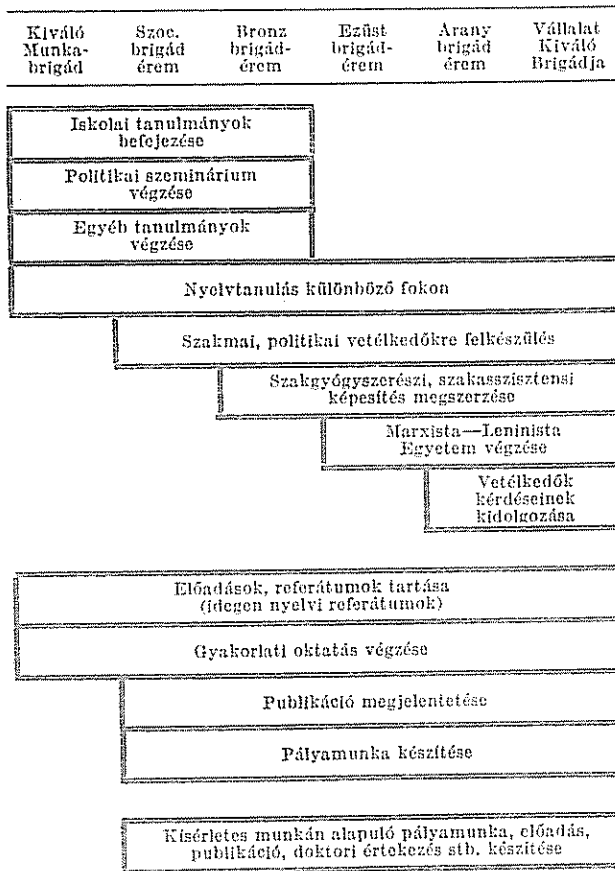 Kiváló Szoc. Bronz Ezüst Arany Vállalat
Munka- brigád brigád- brigád- brigád Kiváló
brigád érem érem érem érem Brigádja
Iskolai tanulmányok
befejezése
Politikai szeminárium
végzése
Egyéb tanulmányok
végzése
Nyelvtanulás különböző fokon
Szakmai, politikai vetélkedőkre felkészülés
Szakgyógyszerészi, szakasszisztensi
képesítés megszerzése
Marxista—Leninista
Egyetem végzése
Vetélkedők
kérdéseinek
kidolgozása
Előadások, referátumok tartása
(idegen nyelvi referátumok)
Gyakorlati oktatás végzése
Publikáció megjelentetése
Pályamunka készítése
Kísérletes munkán alapuló pályamunka, előadás,
publikáció, doktori értekezés stb. készítése